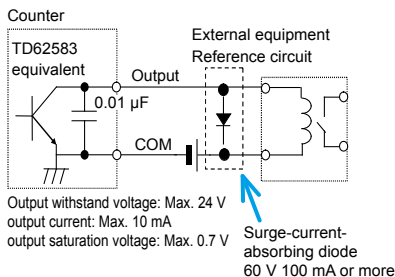 Counter
TD62583
equivalent
Output
0.01 μF
COM
External equipment
Reference circuit
Output withstand voltage: Max. 24 V
output current: Max. 10 mA
output saturation voltage: Max. 0.7 V
Surge-current-
absorbing diode
60 V 100 mA or more